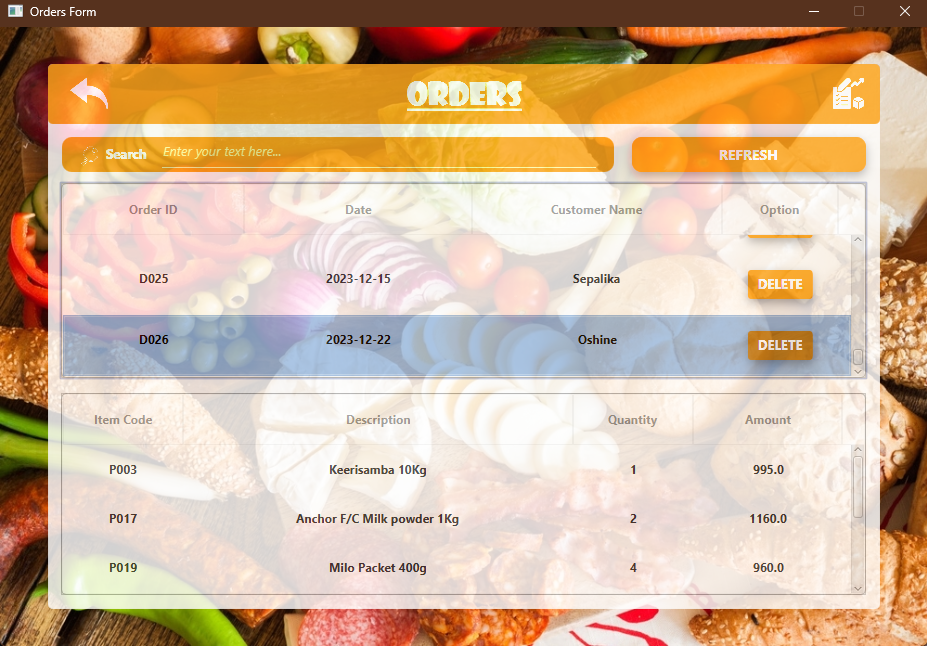 Orders Form
ORDERS
Search Enter your text here... REFRESH
Order ID Date Customer Name Option
D025 2023-12-15 Sepalika DELETE
D026 2023-12-22 Oshine DELETE
Item Code Description Quantity Amount
P003 Keerisamba 10Kg 1 995.0
P017 Anchor F/C Milk powder 1Kg 2 1160.0
P019 Milo Packet 400g 4 960.0